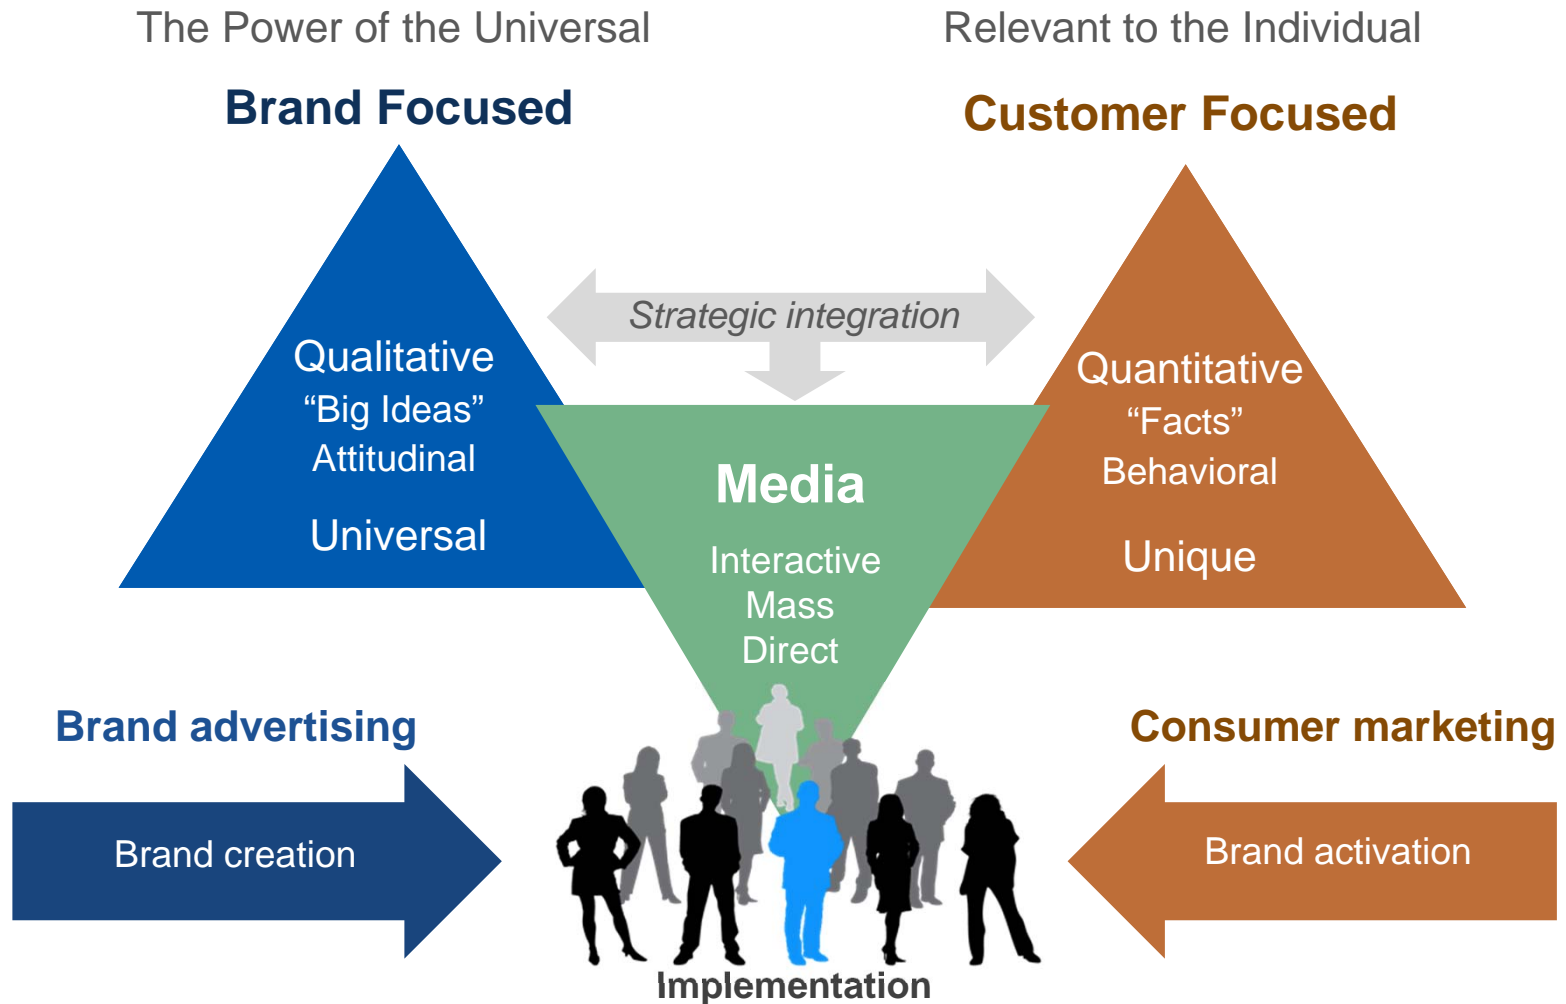 The Power of the Universal
Relevant to the Individual
Brand Focused
Customer Focused
Strategic integration
Qualitative
“Big Ideas”
Attitudinal
Universal
Quantitative
“Facts”
Behavioral
Unique
Media
Interactive
Mass
Direct
Brand advertising
Consumer marketing
Brand creation
Brand activation
Implementation